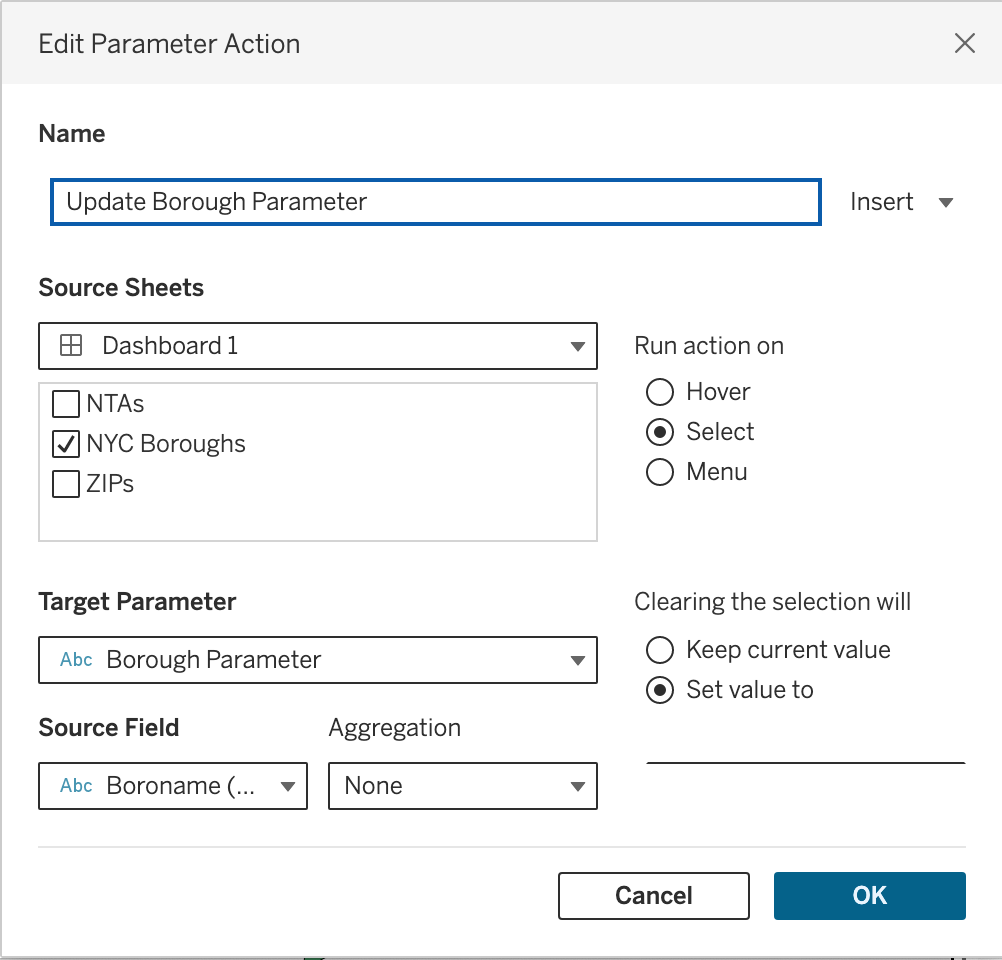 Edit Parameter Action
Name
Update Borough Parameter
Insert
Source Sheets
Dashboard 1
NTAs
NYC Boroughs
ZIPs
Run action on
Hover
Select
Menu
Target Parameter
Abc Borough Parameter
Source Field
Abc Boroname (...
Aggregation
None
Clearing the selection will
Keep current value
Set value to
Cancel
OK